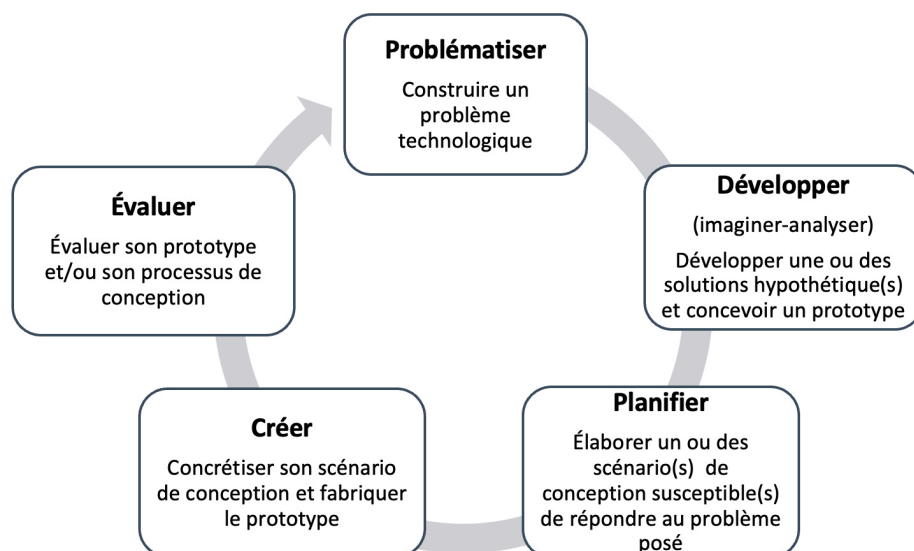 Problématiser
Construire un
problème
technologique
Développer
(imaginer-analyser)
Développer une ou des
solutions hypothétique(s)
et concevoir un prototype
Planifier
Élaborer un ou des
scénario(s) de
conception susceptible(s)
de répondre au problème
posé
Créer
Concrétiser son scénario
de conception et fabriquer
le prototype
Évaluer
Évaluer son prototype
et/ou son processus de
conception